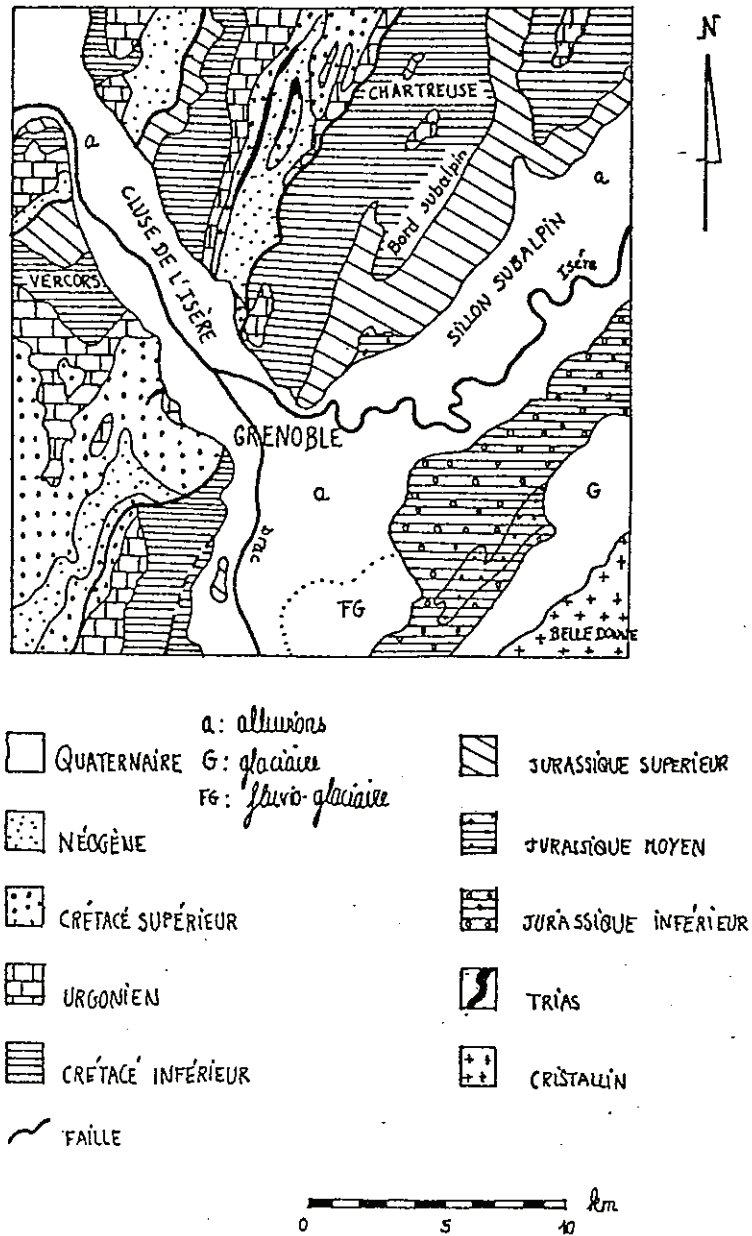 N
CHARTREUSE
a
a
Bord subalpin
CLUSE DE L'ISÈRE
SILLON SUBALPIN
Isère
VERCORS
GRENOBLE
a
G
Drac
FG
BELLEDONNE
QUATERNAIRE
a: alluvions
G: glaciaire
FG: fluvio-glaciaire
NÉOGÈNE
CRÉTACÉ SUPÉRIEUR
URGONIEN
CRÉTACÉ INFÉRIEUR
FAILLE
JURASSIQUE SUPERIEUR
JURASSIQUE MOYEN
JURASSIQUE INFÉRIEUR
TRIAS
CRISTALLIN
km
0 5 10